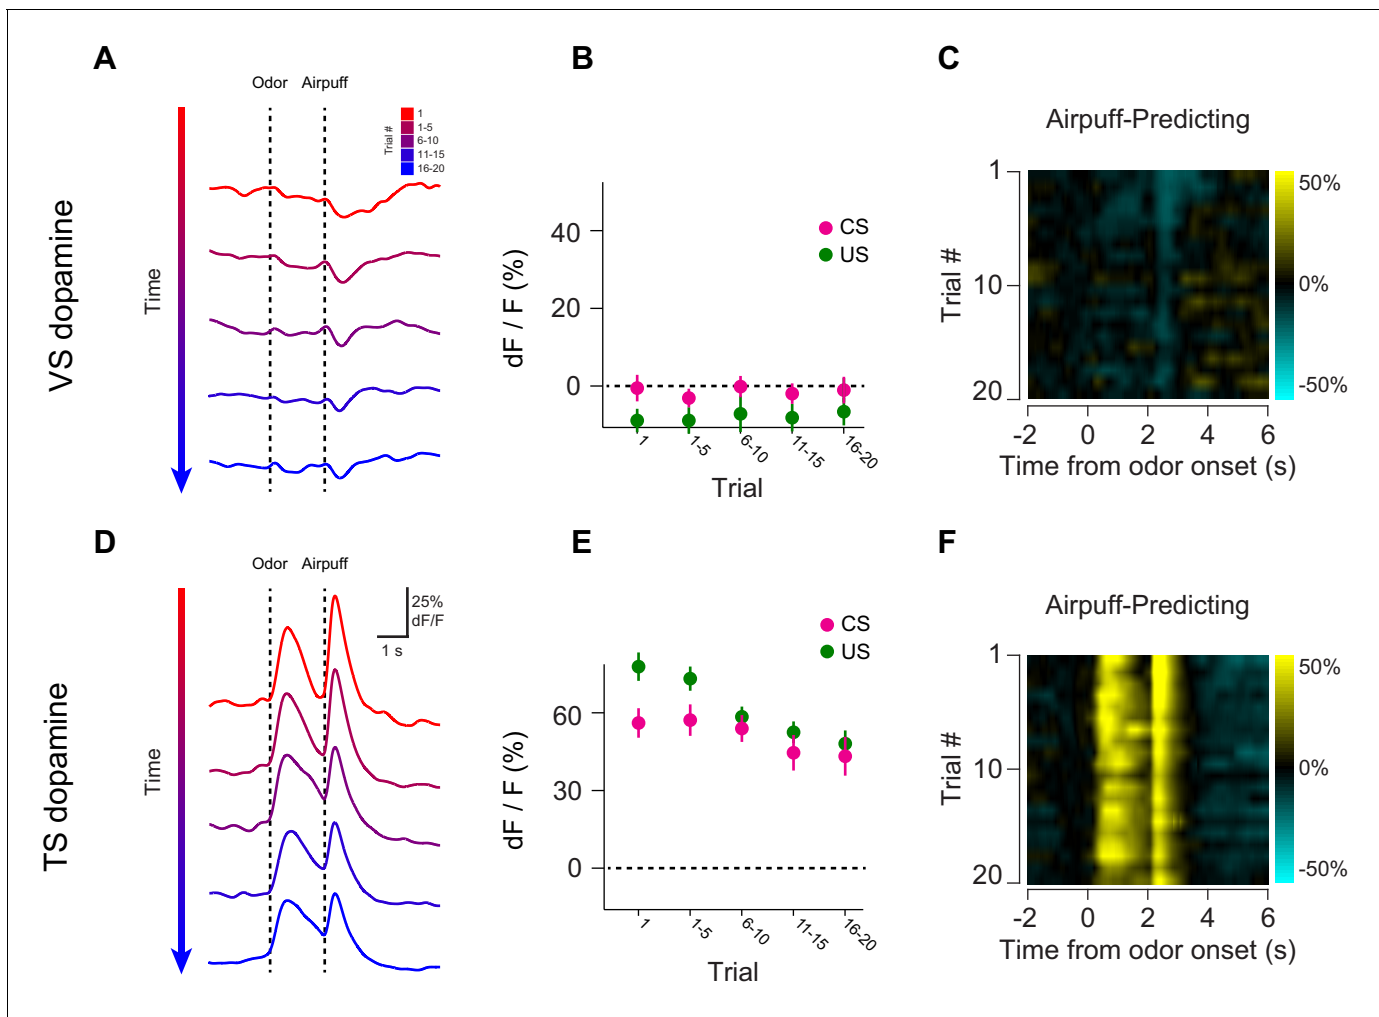 A
Odor Airpuff
Trial #
1
1-5
6-10
11-15
16-20
Time
VS dopamine
B
CS
US
dF / F (%)
40
20
0
1 1-5 6-10 11-15 16-20
Trial
C
Airpuff-Predicting
Trial #
1
10
20
50%
0%
-50%
-2 0 2 4 6
Time from odor onset (s)
D
Odor Airpuff
25%
dF/F
1 s
Time
TS dopamine
E
CS
US
dF / F (%)
60
30
0
1 1-5 6-10 11-15 16-20
Trial
F
Airpuff-Predicting
Trial #
1
10
20
50%
0%
-50%
-2 0 2 4 6
Time from odor onset (s)